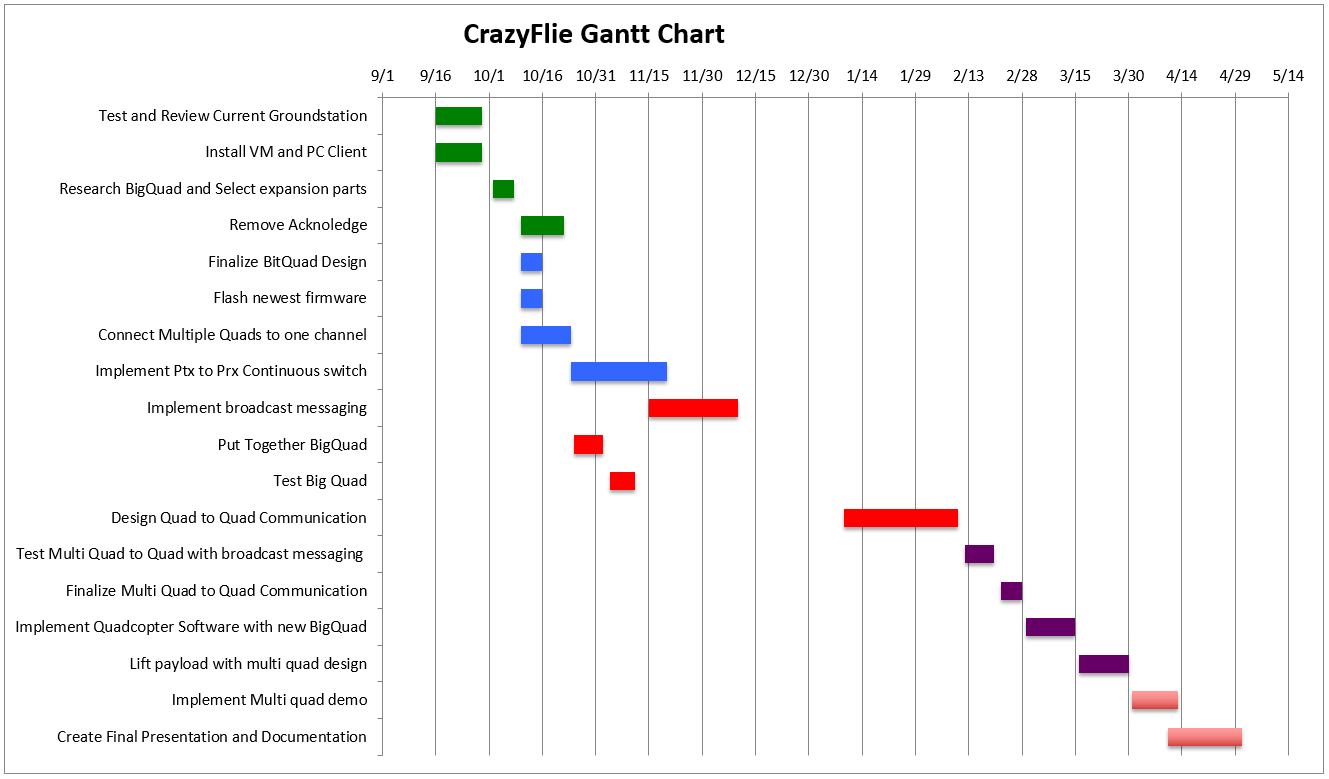 CrazyFlie Gantt Chart
9/1 9/16 10/1 10/16 10/31 11/15 11/30 12/15 12/30 1/14 1/29 2/13 2/28 3/15 3/30 4/14 4/29 5/14
Test and Review Current Groundstation
Install VM and PC Client
Research BigQuad and Select expansion parts
Remove Acknoledge
Finalize BitQuad Design
Flash newest firmware
Connect Multiple Quads to one channel
Implement Ptx to Prx Continuous switch
Implement broadcast messaging
Put Together BigQuad
Test Big Quad
Design Quad to Quad Communication
Test Multi Quad to Quad with broadcast messaging
Finalize Multi Quad to Quad Communication
Implement Quadcopter Software with new BigQuad
Lift payload with multi quad design
Implement Multi quad demo
Create Final Presentation and Documentation